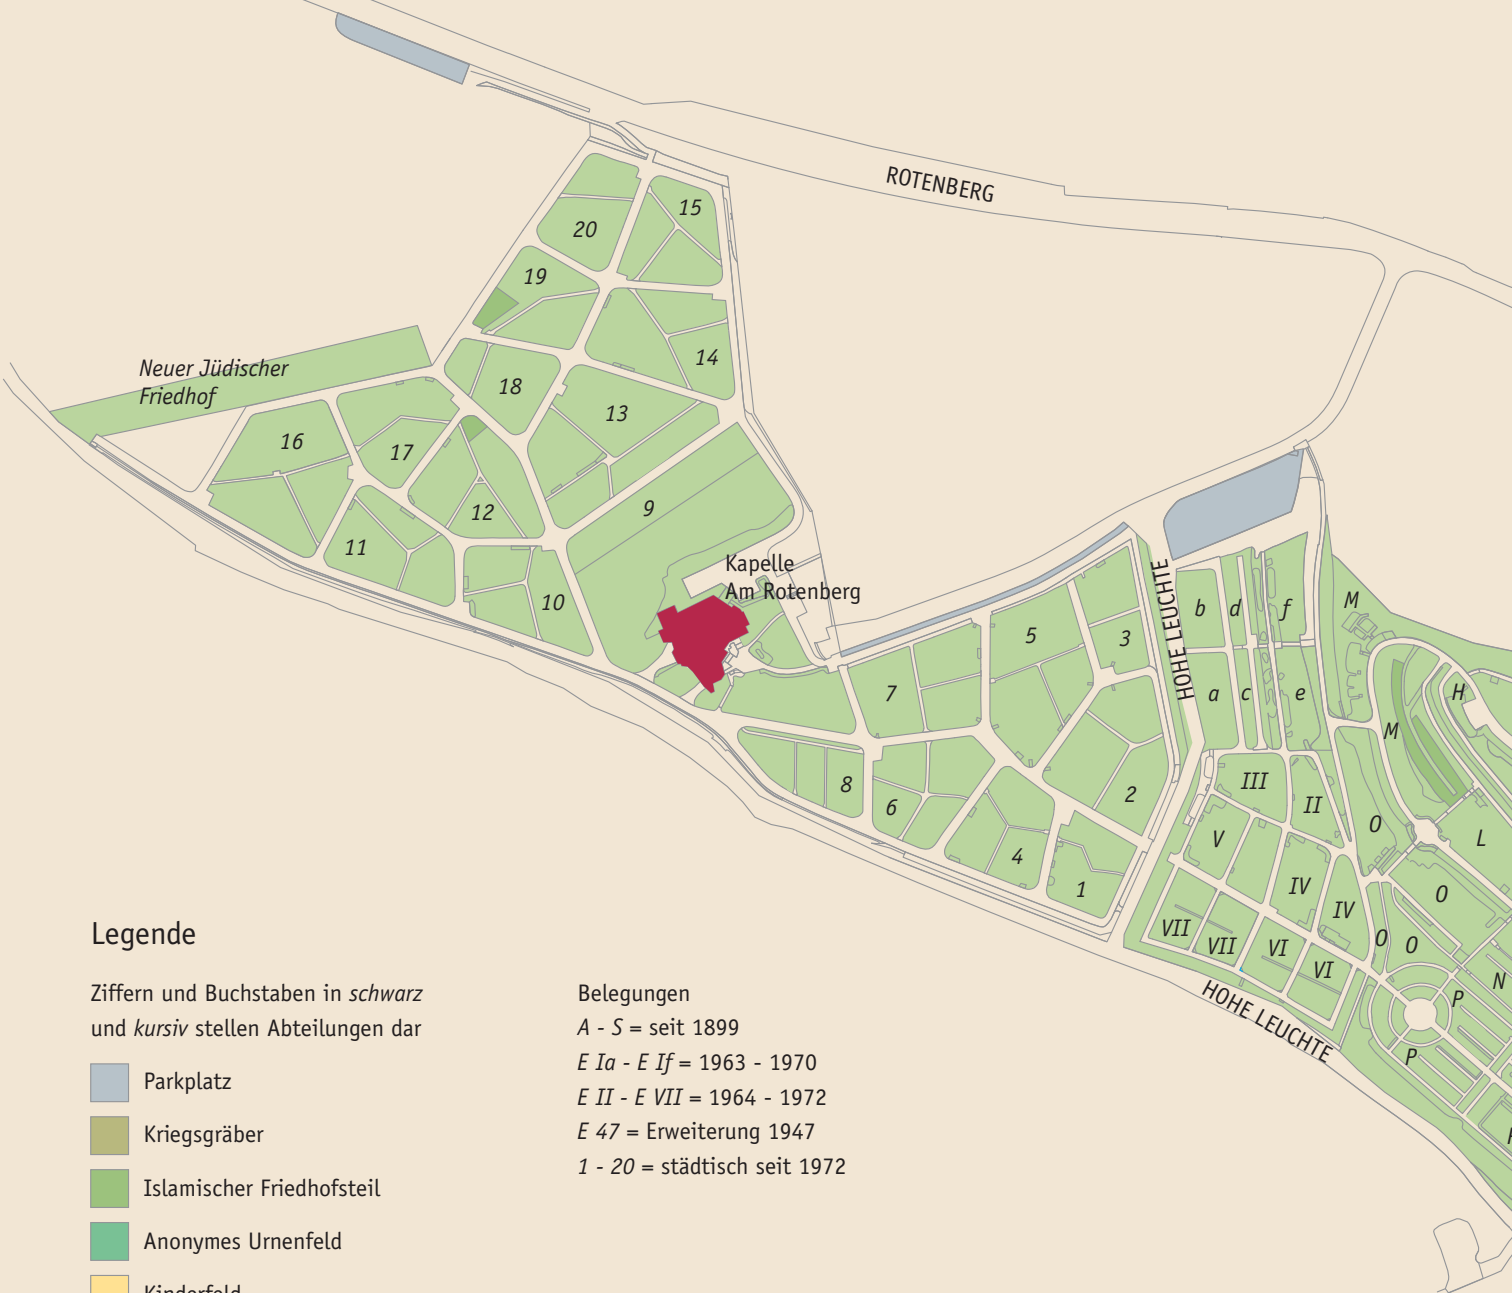 ROTENBERG
15
20
19
14
Neuer Jüdischer
Friedhof
18
13
16
17
9
12
11
Kapelle
Am Rotenberg
10
HOHE LEUCHTE
b
d
f
M
5
3
7
a
c
e
H
M
8
6
2
III
II
V
O
L
4
1
IV
IV
O
VII
VII
VI
VI
O
O
N
P
P
HOHE LEUCHTE
Legende
Ziffern und Buchstaben in schwarz
und kursiv stellen Abteilungen dar
Parkplatz
Kriegsgräber
Islamischer Friedhofsteil
Anonymes Urnenfeld
Kinderfeld
Belegungen
A - S = seit 1899
E Ia - E If = 1963 - 1970
E II - E VII = 1964 - 1972
E 47 = Erweiterung 1947
1 - 20 = städtisch seit 1972